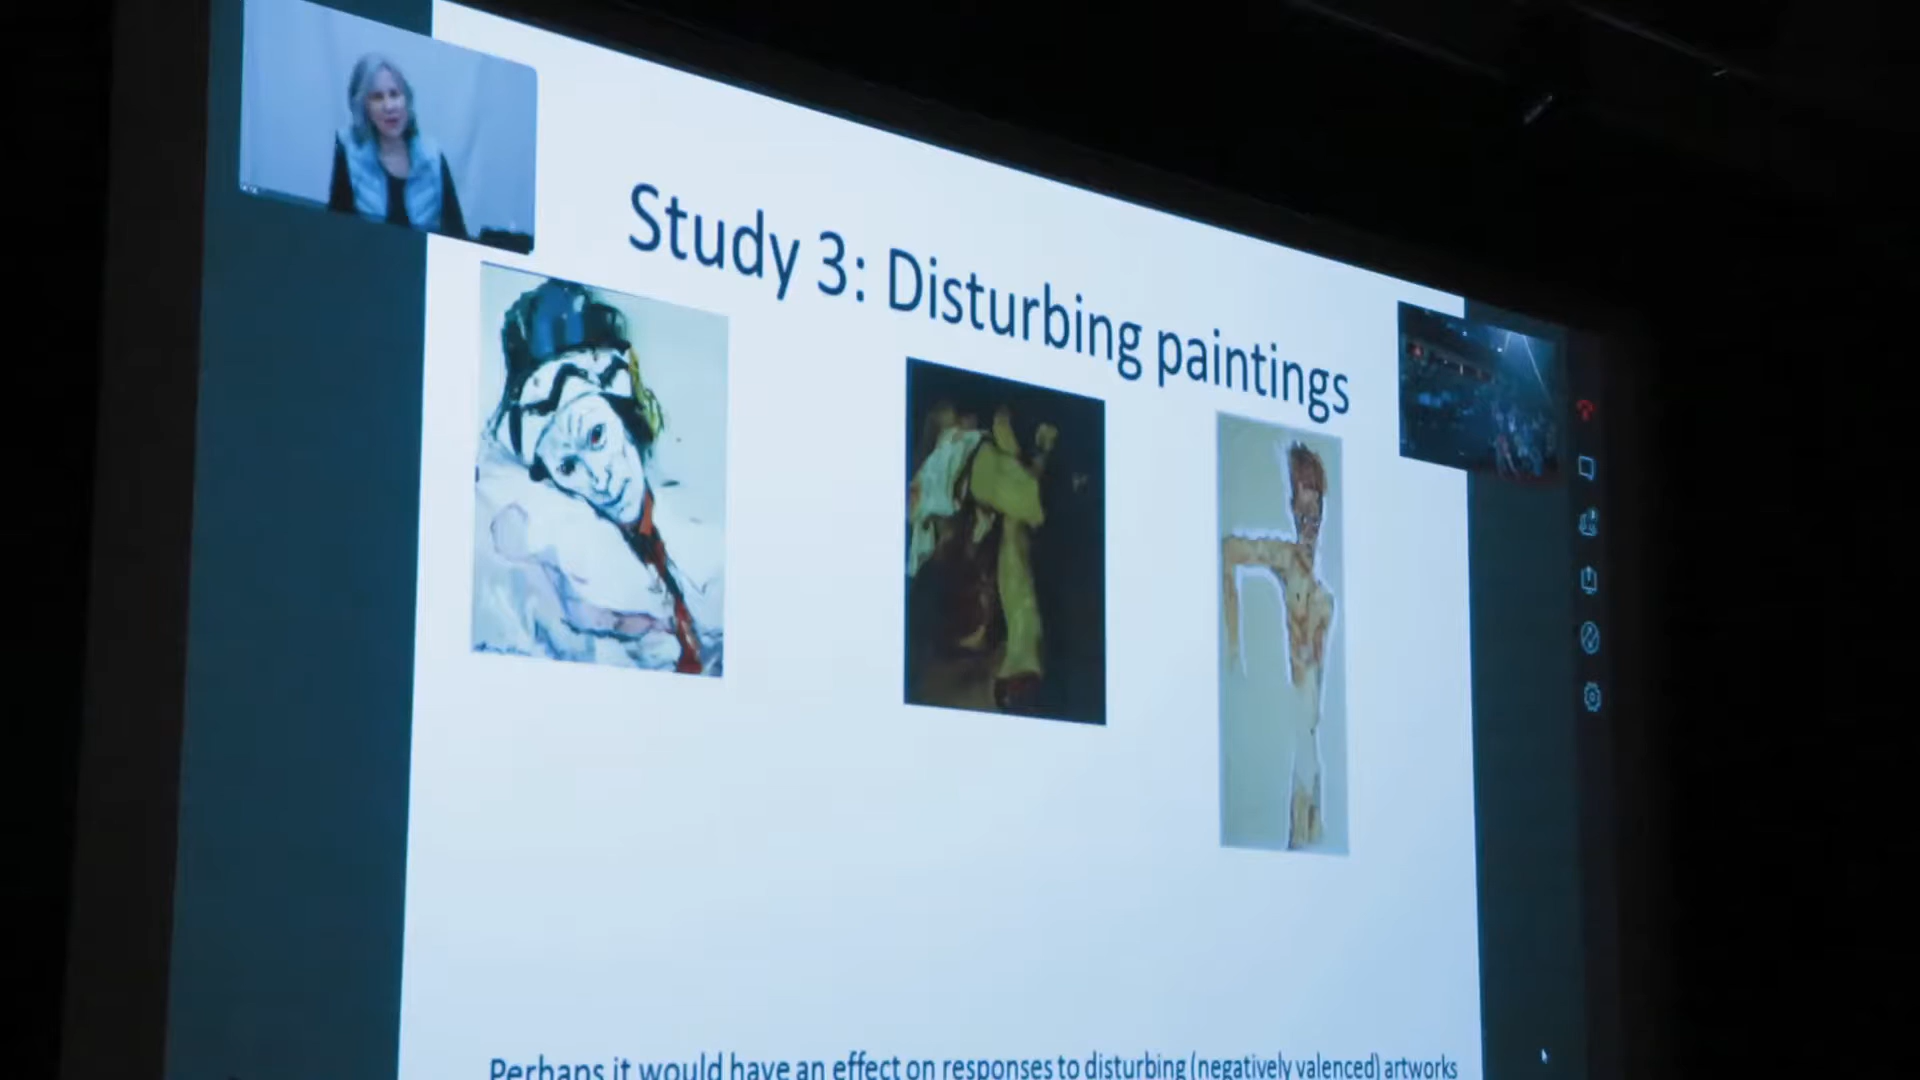 Study 3: Disturbing paintings
Perhaps it would have an effect on responses to disturbing (negatively valenced) artworks